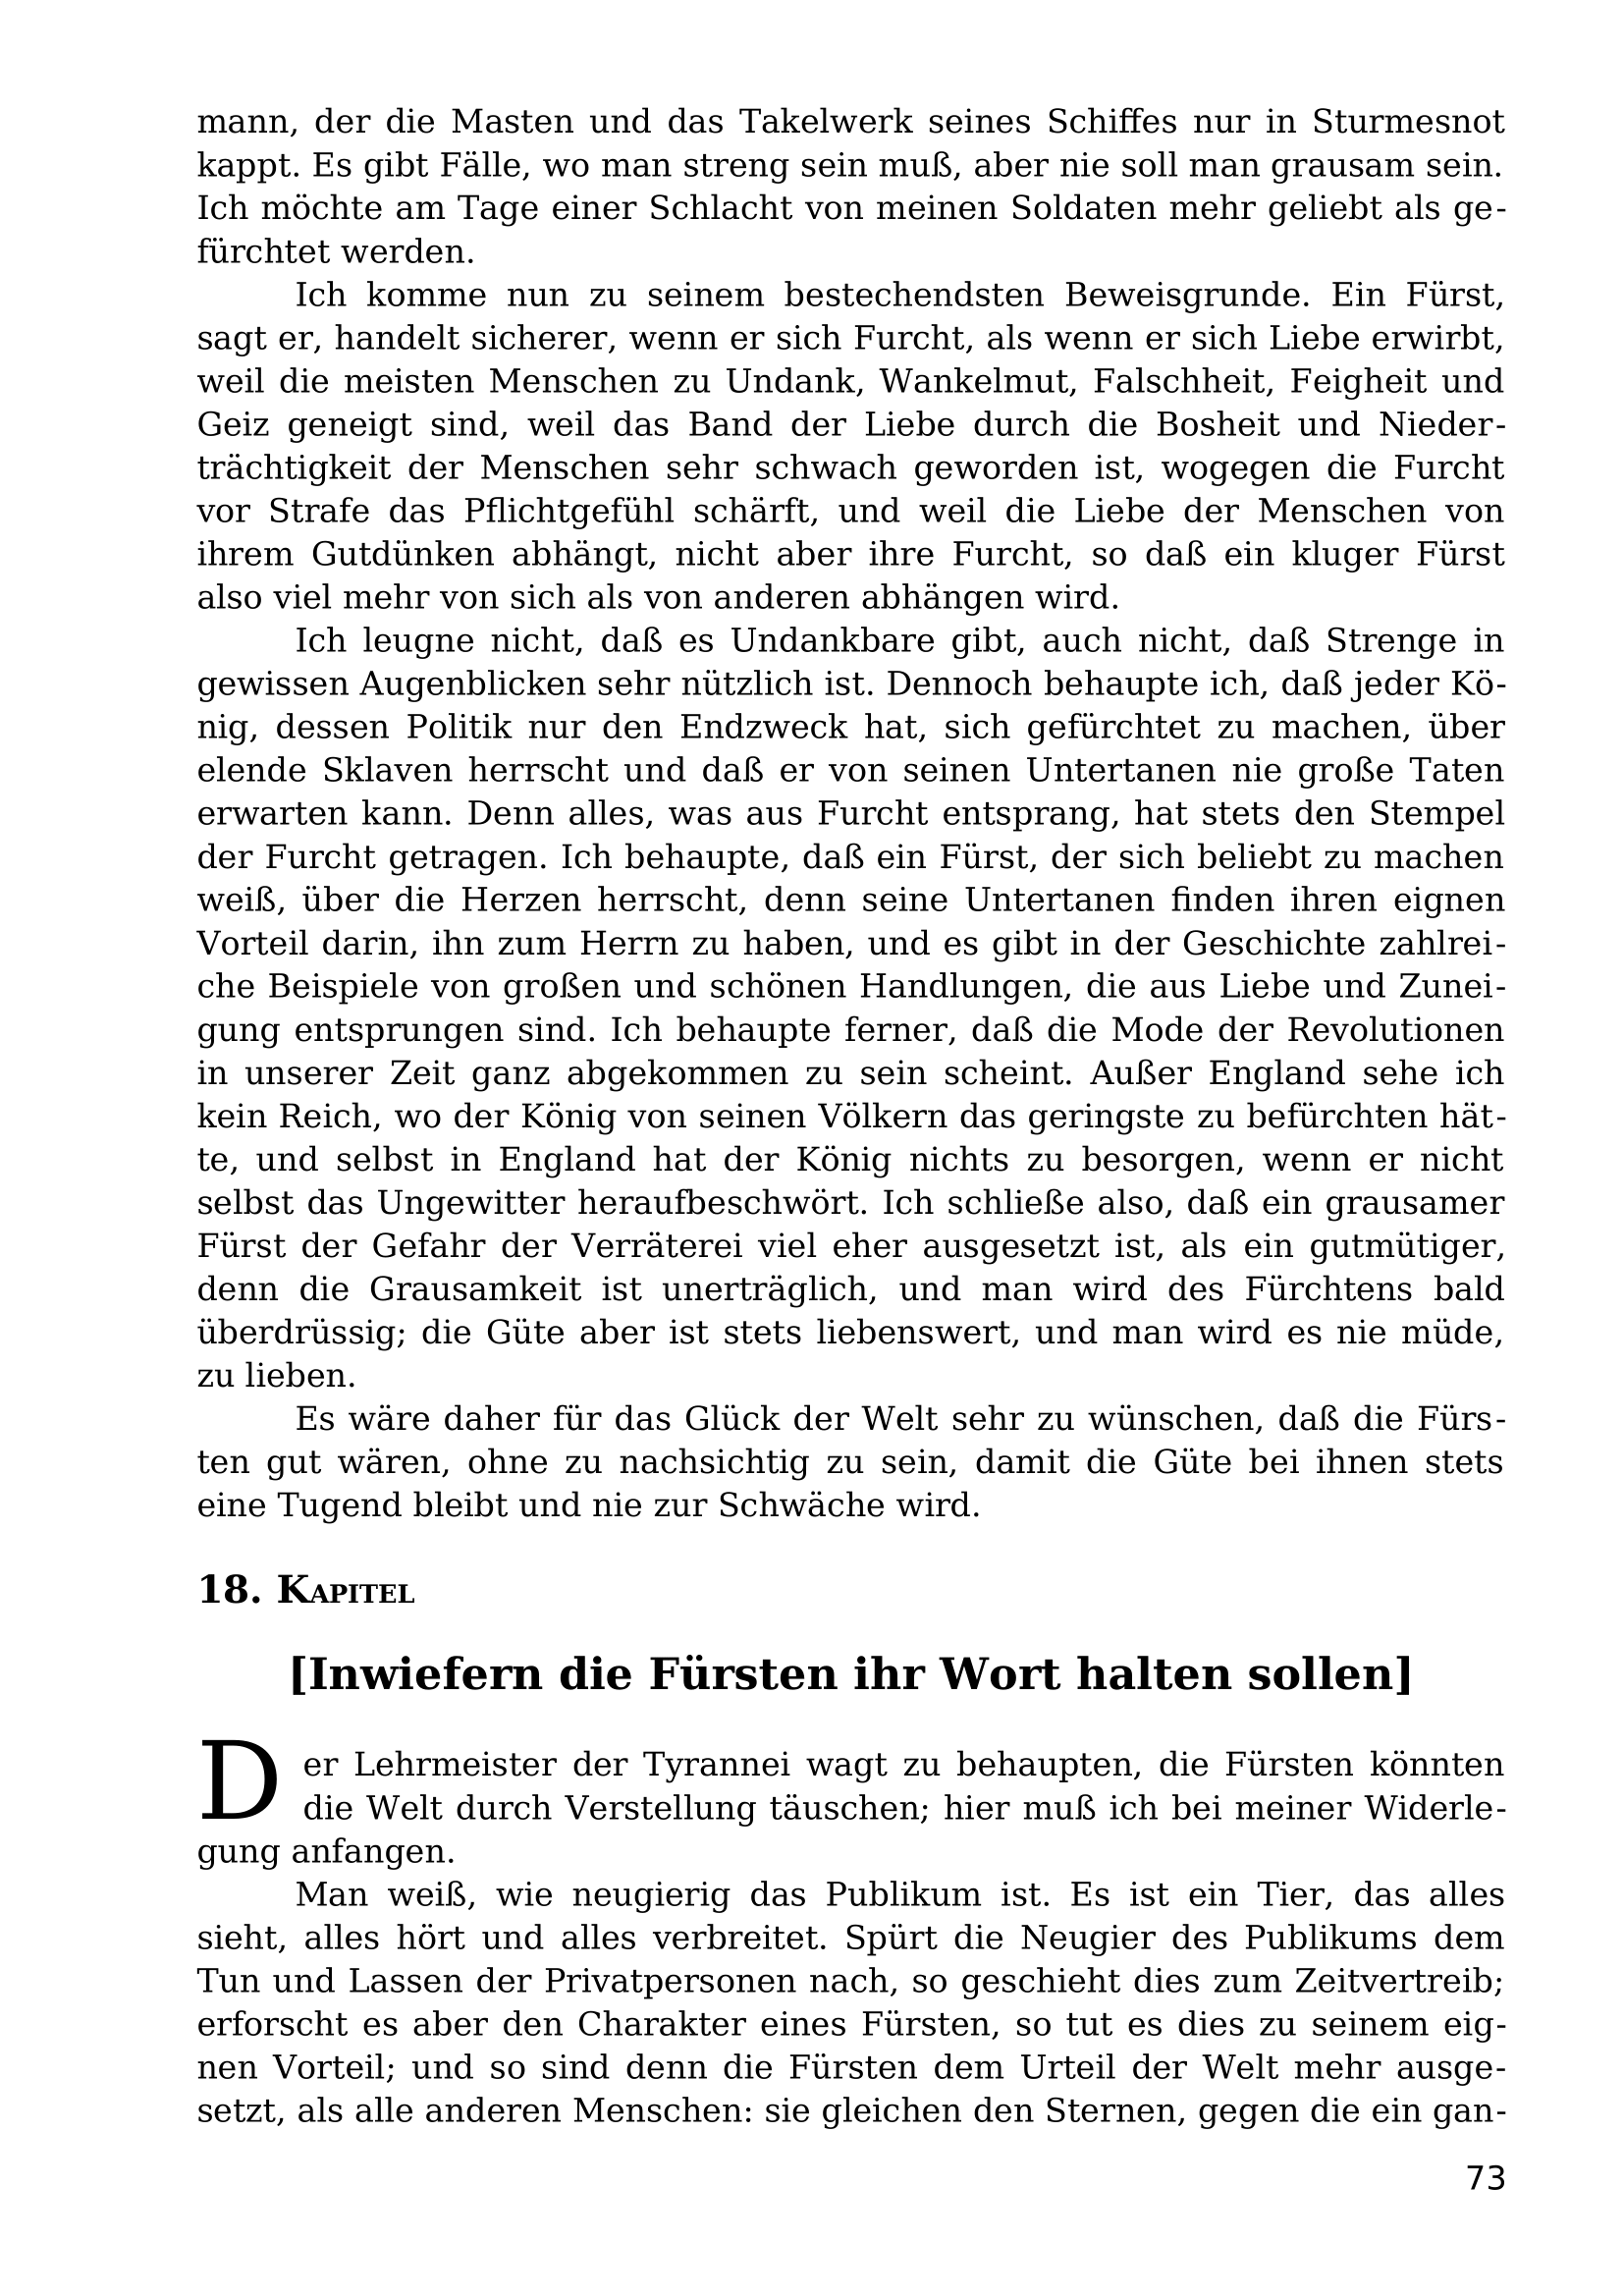 mann, der die Masten und das Takelwerk seines Schiffes nur in Sturmesnot
kappt. Es gibt Fälle, wo man streng sein muß, aber nie soll man grausam sein.
Ich möchte am Tage einer Schlacht von meinen Soldaten mehr geliebt als ge-
fürchtet werden.
Ich komme nun zu seinem bestechendsten Beweisgrunde. Ein Fürst,
sagt er, handelt sicherer, wenn er sich Furcht, als wenn er sich Liebe erwirbt,
weil die meisten Menschen zu Undank, Wankelmut, Falschheit, Feigheit und
Geiz geneigt sind, weil das Band der Liebe durch die Bosheit und Nieder-
trächtigkeit der Menschen sehr schwach geworden ist, wogegen die Furcht
vor Strafe das Pflichtgefühl schärft, und weil die Liebe der Menschen von
ihrem Gutdünken abhängt, nicht aber ihre Furcht, so daß ein kluger Fürst
also viel mehr von sich als von anderen abhängen wird.
Ich leugne nicht, daß es Undankbare gibt, auch nicht, daß Strenge in
gewissen Augenblicken sehr nützlich ist. Dennoch behaupte ich, daß jeder Kö-
nig, dessen Politik nur den Endzweck hat, sich gefürchtet zu machen, über
elende Sklaven herrscht und daß er von seinen Untertanen nie große Taten
erwarten kann. Denn alles, was aus Furcht entsprang, hat stets den Stempel
der Furcht getragen. Ich behaupte, daß ein Fürst, der sich beliebt zu machen
weiß, über die Herzen herrscht, denn seine Untertanen finden ihren eignen
Vorteil darin, ihn zum Herrn zu haben, und es gibt in der Geschichte zahlrei-
che Beispiele von großen und schönen Handlungen, die aus Liebe und Zunei-
gung entsprungen sind. Ich behaupte ferner, daß die Mode der Revolutionen
in unserer Zeit ganz abgekommen zu sein scheint. Außer England sehe ich
kein Reich, wo der König von seinen Völkern das geringste zu befürchten hät-
te, und selbst in England hat der König nichts zu besorgen, wenn er nicht
selbst das Ungewitter heraufbeschwört. Ich schließe also, daß ein grausamer
Fürst der Gefahr der Verräterei viel eher ausgesetzt ist, als ein gutmütiger,
denn die Grausamkeit ist unerträglich, und man wird des Fürchtens bald
überdrüssig; die Güte aber ist stets liebenswert, und man wird es nie müde,
zu lieben.
Es wäre daher für das Glück der Welt sehr zu wünschen, daß die Fürs-
ten gut wären, ohne zu nachsichtig zu sein, damit die Güte bei ihnen stets
eine Tugend bleibt und nie zur Schwäche wird.
18. Kapitel
[Inwiefern die Fürsten ihr Wort halten sollen]
Der Lehrmeister der Tyrannei wagt zu behaupten, die Fürsten könnten
die Welt durch Verstellung täuschen; hier muß ich bei meiner Widerle-
gung anfangen.
Man weiß, wie neugierig das Publikum ist. Es ist ein Tier, das alles
sieht, alles hört und alles verbreitet. Spürt die Neugier des Publikums dem
Tun und Lassen der Privatpersonen nach, so geschieht dies zum Zeitvertreib;
erforscht es aber den Charakter eines Fürsten, so tut es dies zu seinem eig-
nen Vorteil; und so sind denn die Fürsten dem Urteil der Welt mehr ausge-
setzt, als alle anderen Menschen: sie gleichen den Sternen, gegen die ein gan-
73